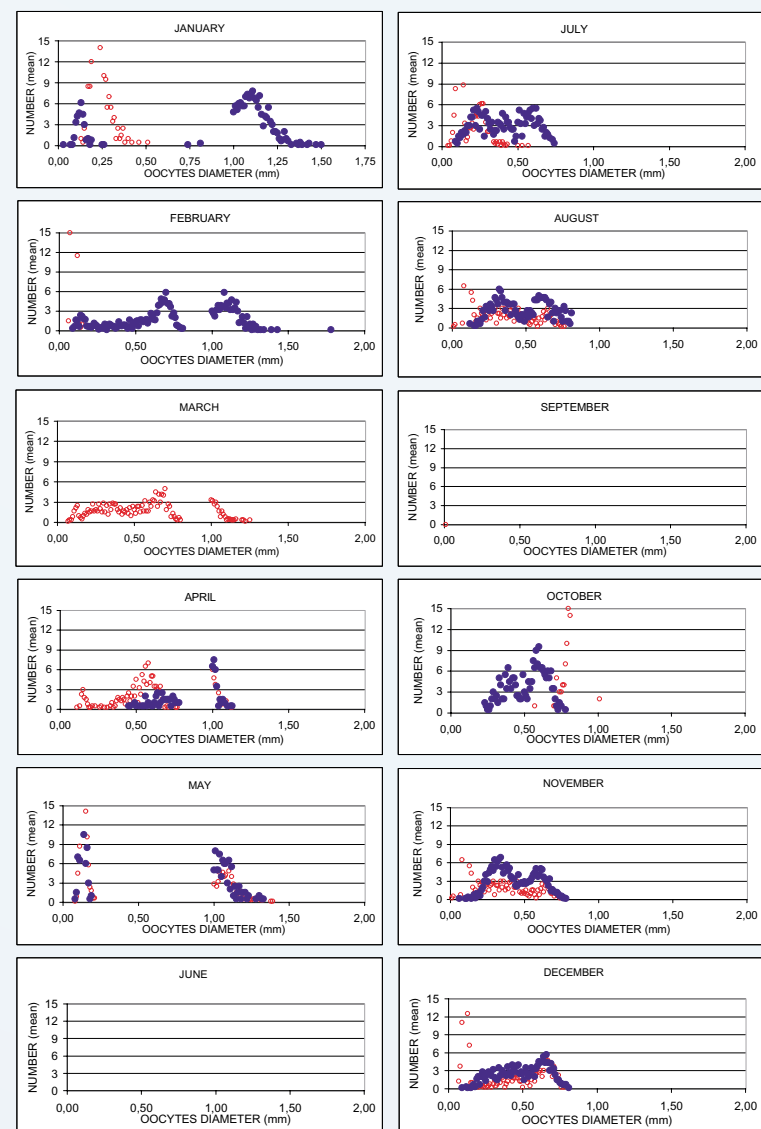 JANUARY
NUMBER (mean)
15
12
9
6
3
0
0,00 0,25 0,50 0,75 1,00 1,25 1,50 1,75
OOCYTES DIAMETER (mm)
FEBRUARY
NUMBER (mean)
15
12
9
6
3
0
0,00 0,50 1,00 1,50 2,00
OOCYTES DIAMETER (mm)
MARCH
NUMBER (mean)
15
12
9
6
3
0
0,00 0,50 1,00 1,50 2,00
OOCYTES DIAMETER (mm)
APRIL
NUMBER (mean)
15
12
9
6
3
0
0,00 0,50 1,00 1,50 2,00
OOCYTES DIAMETER (mm)
MAY
NUMBER (mean)
15
12
9
6
3
0
0,00 0,50 1,00 1,50 2,00
OOCYTES DIAMETER (mm)
JUNE
NUMBER (mean)
15
12
9
6
3
0
0,00 0,50 1,00 1,50 2,00
OOCYTES DIAMETER (mm)
JULY
NUMBER (mean)
15
12
9
6
3
0
0,00 0,50 1,00 1,50 2,00
OOCYTES DIAMETER (mm)
AUGUST
NUMBER (mean)
15
12
9
6
3
0
0,00 0,50 1,00 1,50 2,00
OOCYTES DIAMETER (mm)
SEPTEMBER
NUMBER (mean)
15
12
9
6
3
0
0,00 0,50 1,00 1,50 2,00
OOCYTES DIAMETER (mm)
OCTOBER
NUMBER (mean)
15
12
9
6
3
0
0,00 0,50 1,00 1,50 2,00
OOCYTES DIAMETER (mm)
NOVEMBER
NUMBER (mean)
15
12
9
6
3
0
0,00 0,50 1,00 1,50 2,00
OOCYTES DIAMETER (mm)
DECEMBER
NUMBER (mean)
15
12
9
6
3
0
0,00 0,50 1,00 1,50 2,00
OOCYTES DIAMETER (mm)